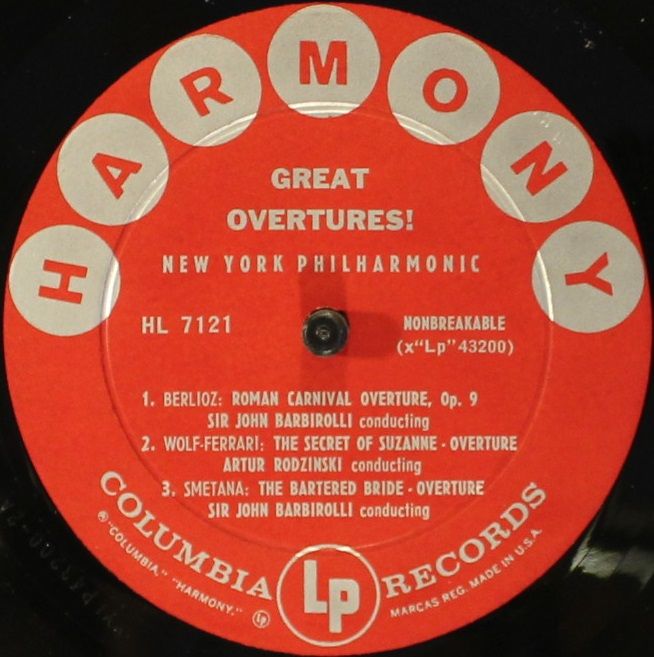 HARMONY
GREAT
OVERTURES!
NEW YORK PHILHARMONIC
HL 7121
NONBREAKABLE
(x"Lp" 43200)
1. BERLIOZ: ROMAN CARNIVAL OVERTURE, Op. 9
SIR JOHN BARBIROLLI conducting
2. WOLF-FERRARI: THE SECRET OF SUZANNE - OVERTURE
ARTUR RODZINSKI conducting
3. SMETANA: THE BARTERED BRIDE - OVERTURE
SIR JOHN BARBIROLLI conducting
COLUMBIA Lp RECORDS
® "COLUMBIA," "HARMONY," Lp
MARCAS REG. MADE IN U.S.A.